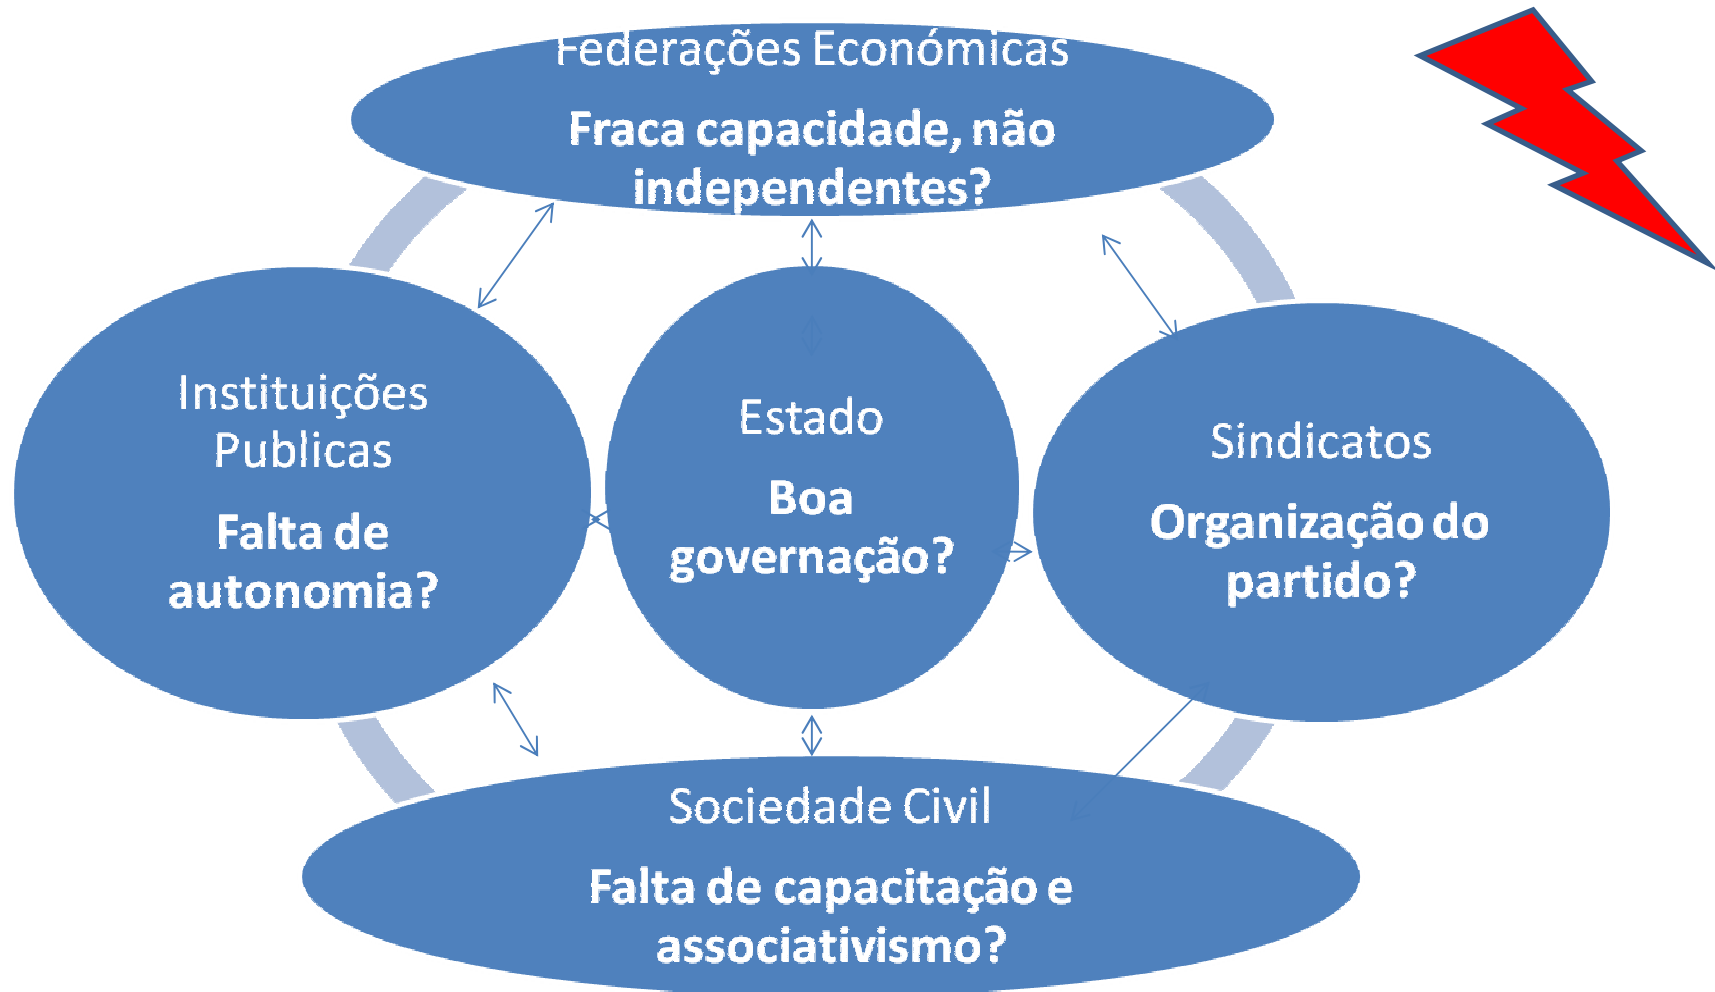 Federações Económicas
Fraca capacidade, não
independentes?
Instituições
Publicas
Falta de
autonomia?
Estado
Boa
governação?
Sindicatos
Organização do
partido?
Sociedade Civil
Falta de capacitação e
associativismo?